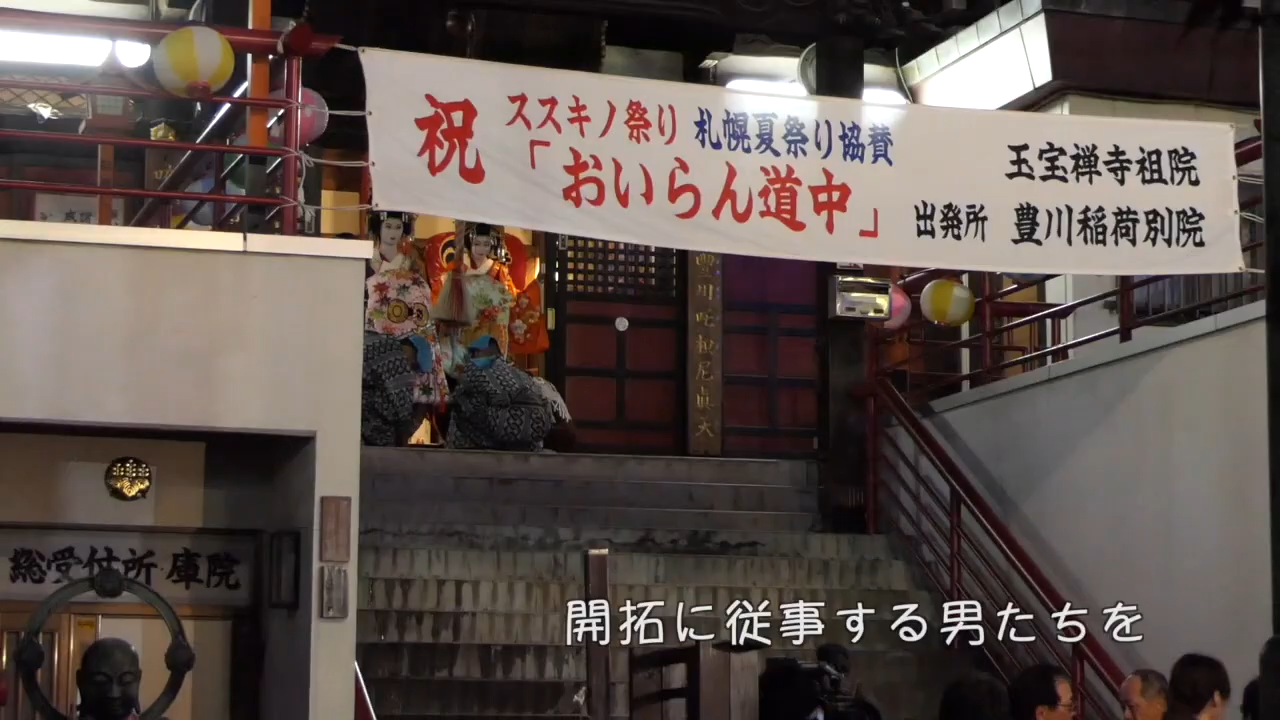 祝
ススキノ祭り 札幌夏祭り協賛
「おいらん道中」
玉宝禅寺祖院
出発所 豊川稲荷別院
豐川吒枳尼眞天
総受付所・庫院
開拓に従事する男たちを